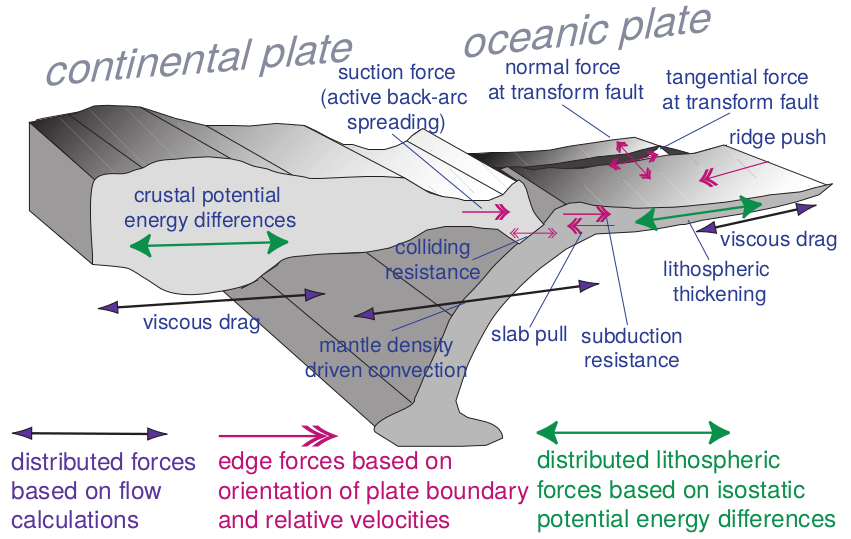 continental plate
oceanic plate
suction force
(active back-arc
spreading)
normal force
at transform fault
tangential force
at transform fault
ridge push
crustal potential
energy differences
colliding
resistance
viscous drag
lithospheric
thickening
viscous drag
mantle density
driven convection
slab pull
subduction
resistance
distributed forces
based on flow
calculations
edge forces based on
orientation of plate boundary
and relative velocities
distributed lithospheric
forces based on isostatic
potential energy differences